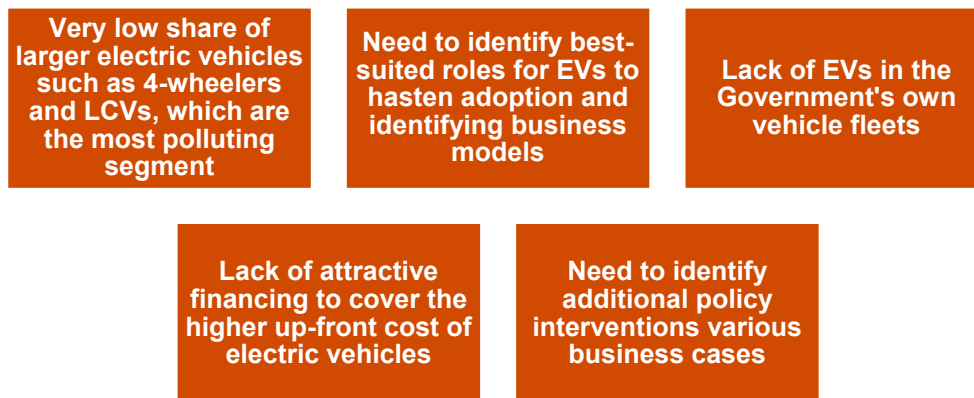 Very low share of
larger electric vehicles
such as 4-wheelers
and LCVs, which are
the most polluting
segment
Need to identify best-
suited roles for EVs to
hasten adoption and
identifying business
models
Lack of EVs in the
Government's own
vehicle fleets
Lack of attractive
financing to cover the
higher up-front cost of
electric vehicles
Need to identify
additional policy
interventions various
business cases